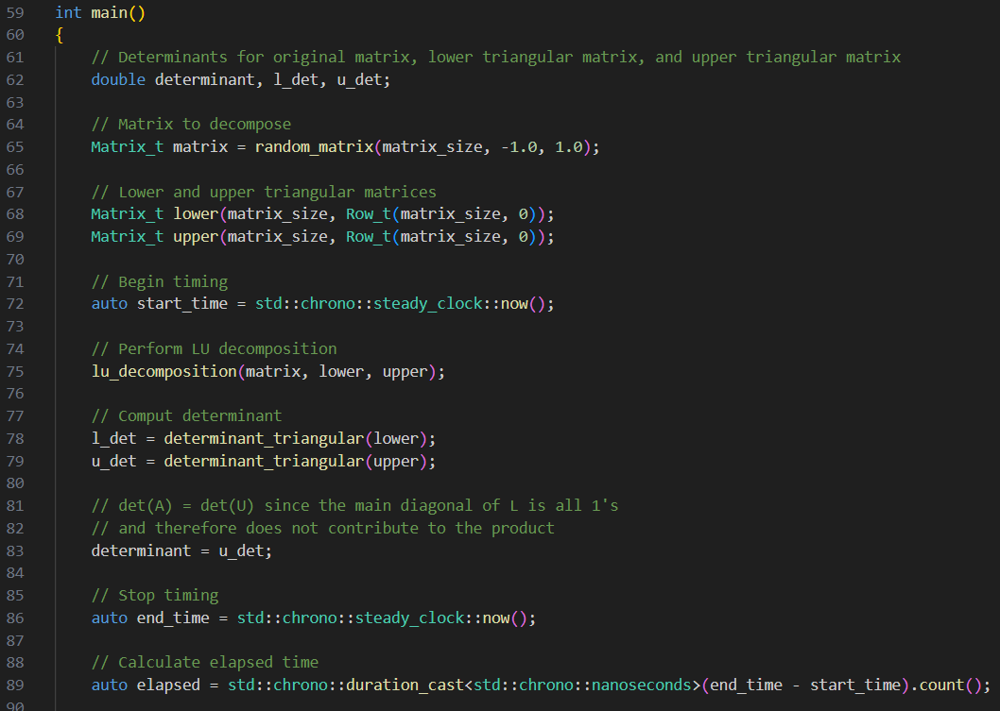 59 int main()
60 {
61 // Determinants for original matrix, lower triangular matrix, and upper triangular matrix
62 double determinant, l_det, u_det;
63
64 // Matrix to decompose
65 Matrix_t matrix = random_matrix(matrix_size, -1.0, 1.0);
66
67 // Lower and upper triangular matrices
68 Matrix_t lower(matrix_size, Row_t(matrix_size, 0));
69 Matrix_t upper(matrix_size, Row_t(matrix_size, 0));
70
71 // Begin timing
72 auto start_time = std::chrono::steady_clock::now();
73
74 // Perform LU decomposition
75 lu_decomposition(matrix, lower, upper);
76
77 // Comput determinant
78 l_det = determinant_triangular(lower);
79 u_det = determinant_triangular(upper);
80
81 // det(A) = det(U) since the main diagonal of L is all 1's
82 // and therefore does not contribute to the product
83 determinant = u_det;
84
85 // Stop timing
86 auto end_time = std::chrono::steady_clock::now();
87
88 // Calculate elapsed time
89 auto elapsed = std::chrono::duration_cast<std::chrono::nanoseconds>(end_time - start_time).count();
90